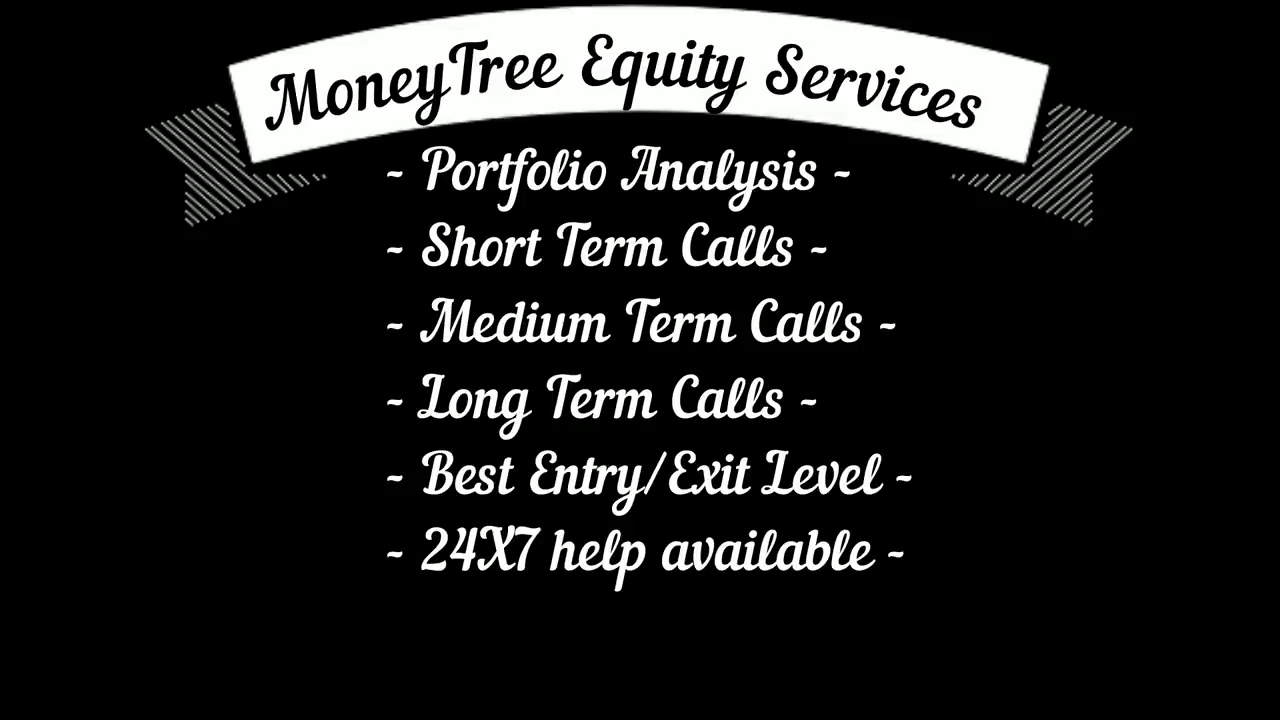 MoneyTree Equity Services
- Portfolio Analysis -
- Short Term Calls -
- Medium Term Calls -
- Long Term Calls -
- Best Entry/Exit Level -
- 24X7 help available -